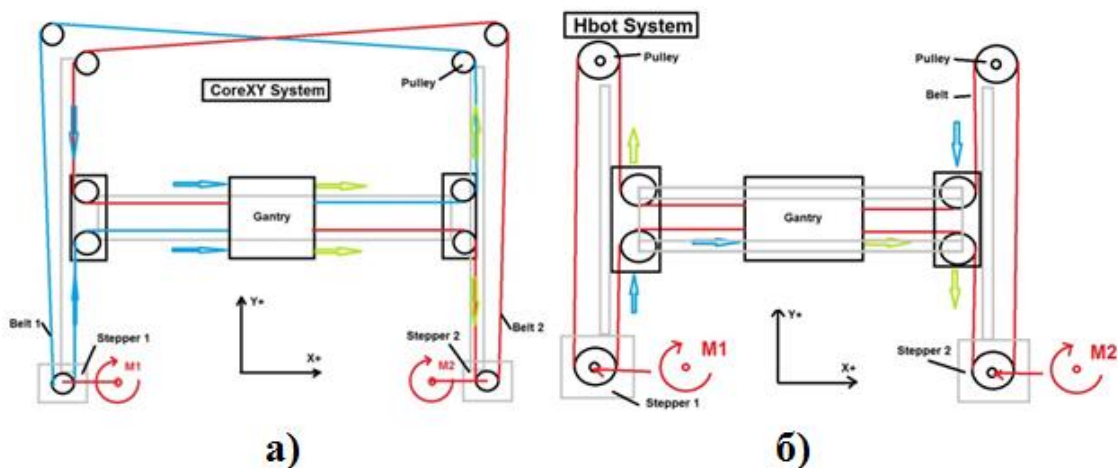 CoreXY System
Pulley
Gantry
Y+
X+
Belt 1
Stepper 1
M1
Stepper 2
M2
Belt 2
а)
Hbot System
Pulley
Pulley
Belt
Gantry
Y+
X+
M1
Stepper 1
Stepper 2
M2
б)